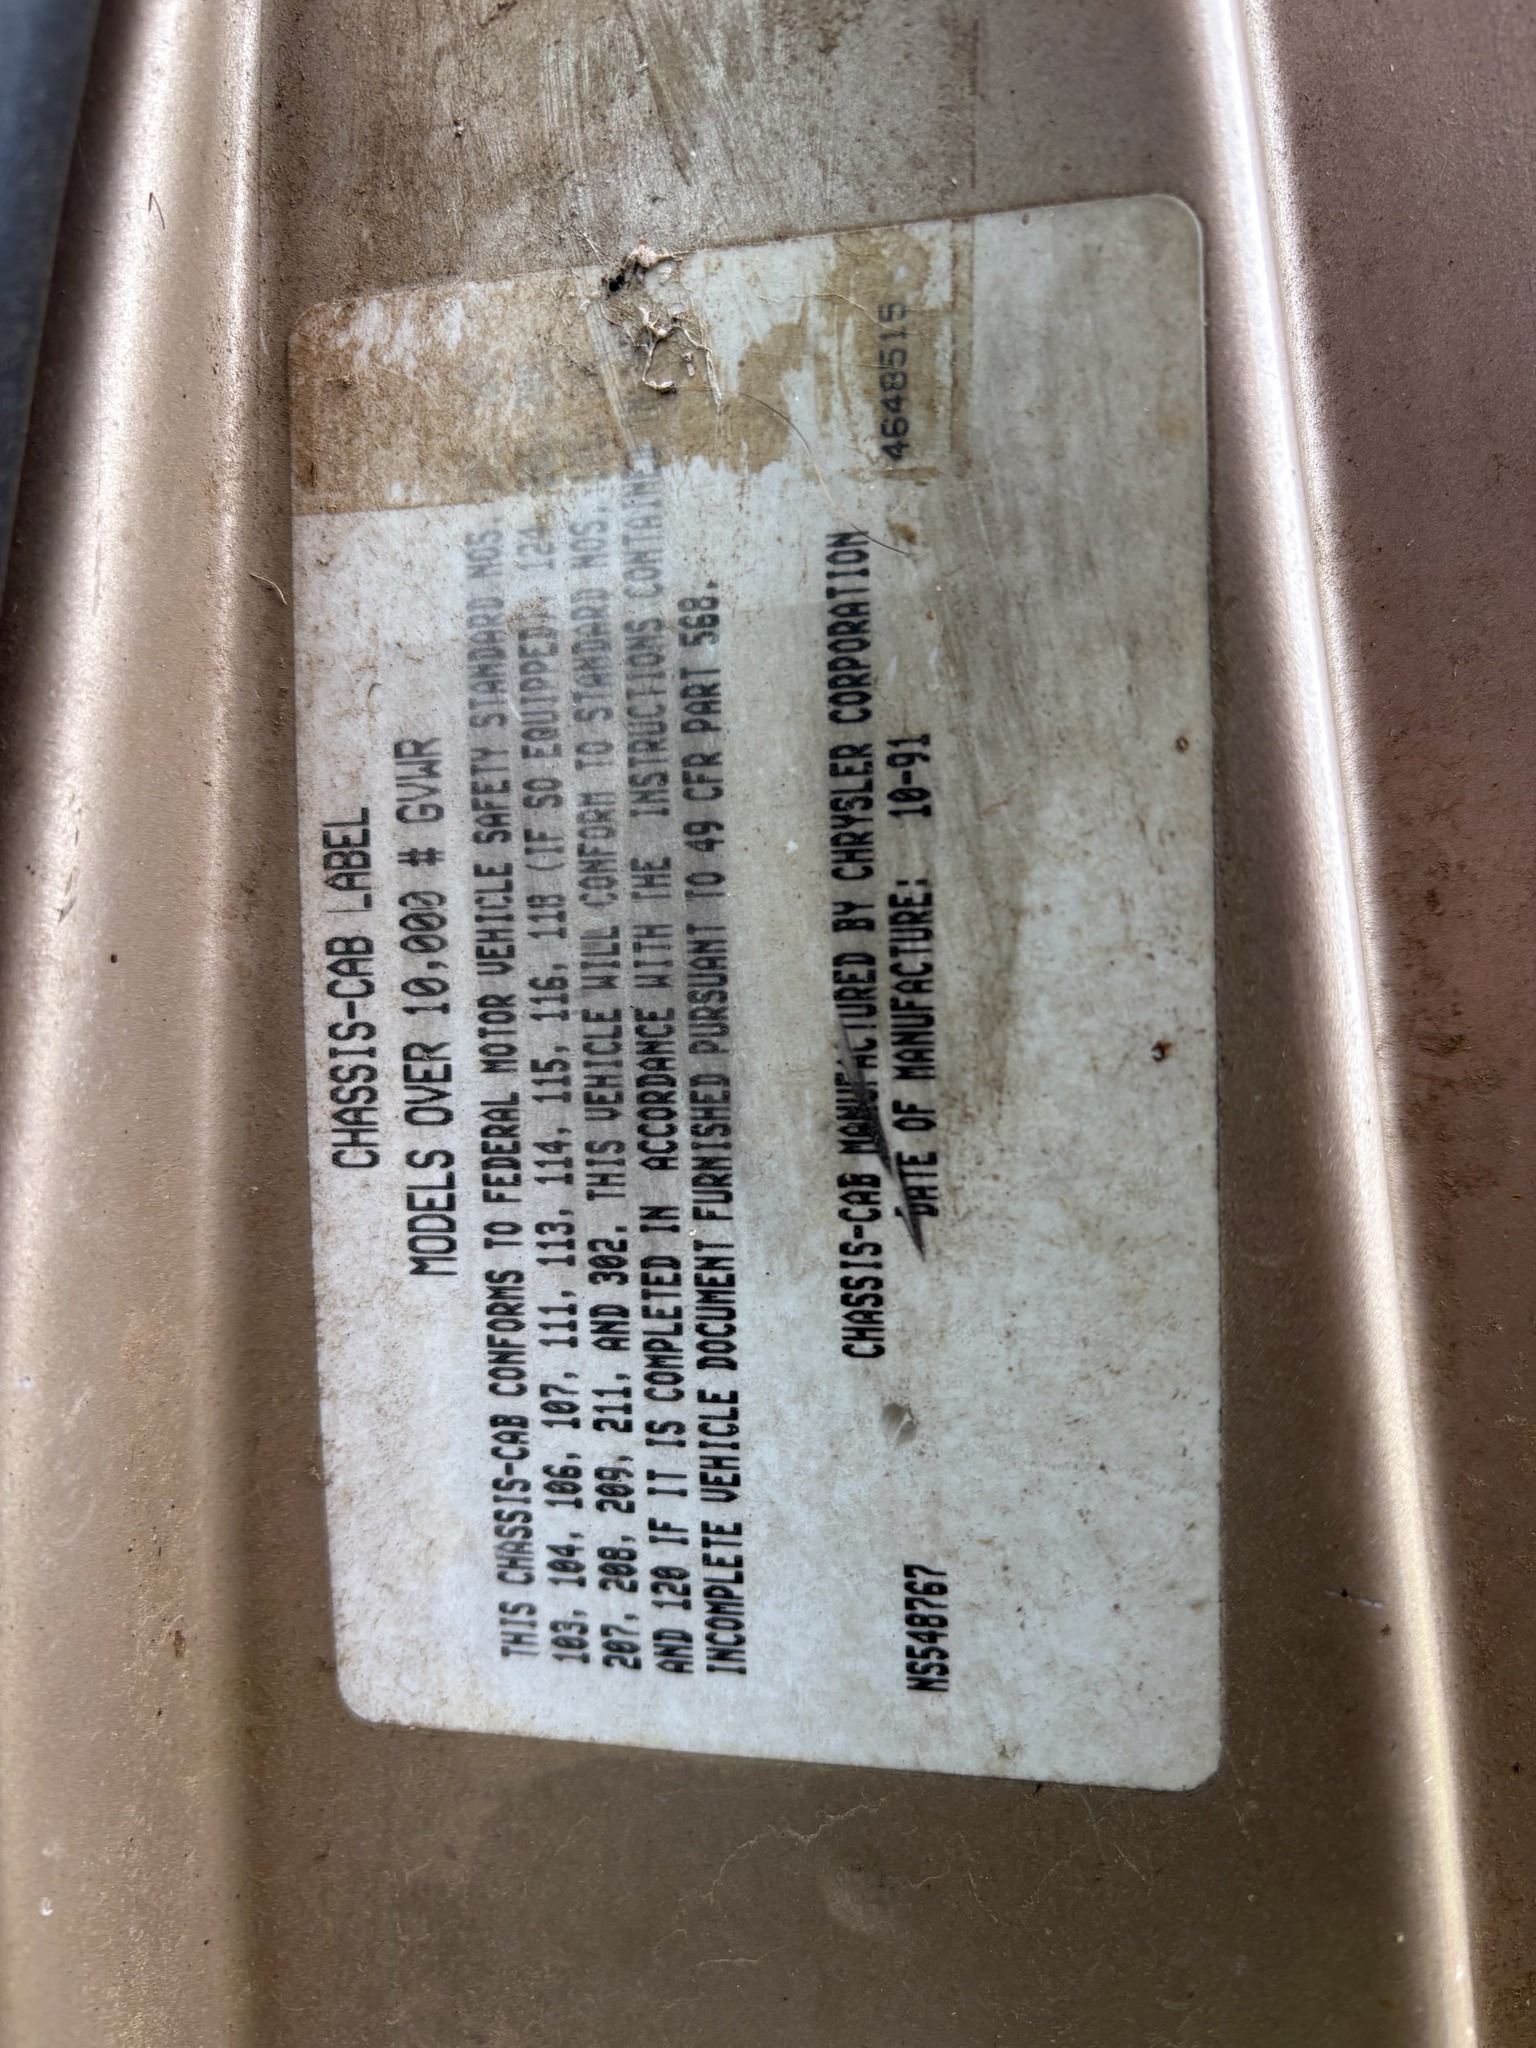 CHASSIS-CAB LABEL
MODELS OVER 10,000 # GVWR
THIS CHASSIS-CAB CONFORMS TO FEDERAL MOTOR VEHICLE SAFETY STANDARD NOS.
103, 104, 106, 107, 111, 113, 114, 115, 116, 118 (IF SO EQUIPPED), 124,
207, 208, 209, 211, AND 302. THIS VEHICLE WILL CONFORM TO STANDARD NOS.
AND 120 IF IT IS COMPLETED IN ACCORDANCE WITH THE INSTRUCTIONS CONTAINED
INCOMPLETE VEHICLE DOCUMENT FURNISHED PURSUANT TO 49 CFR PART 568.
CHASSIS-CAB MANUFACTURED BY CHRYSLER CORPORATION
DATE OF MANUFACTURE: 10-91
NS548767 4648515